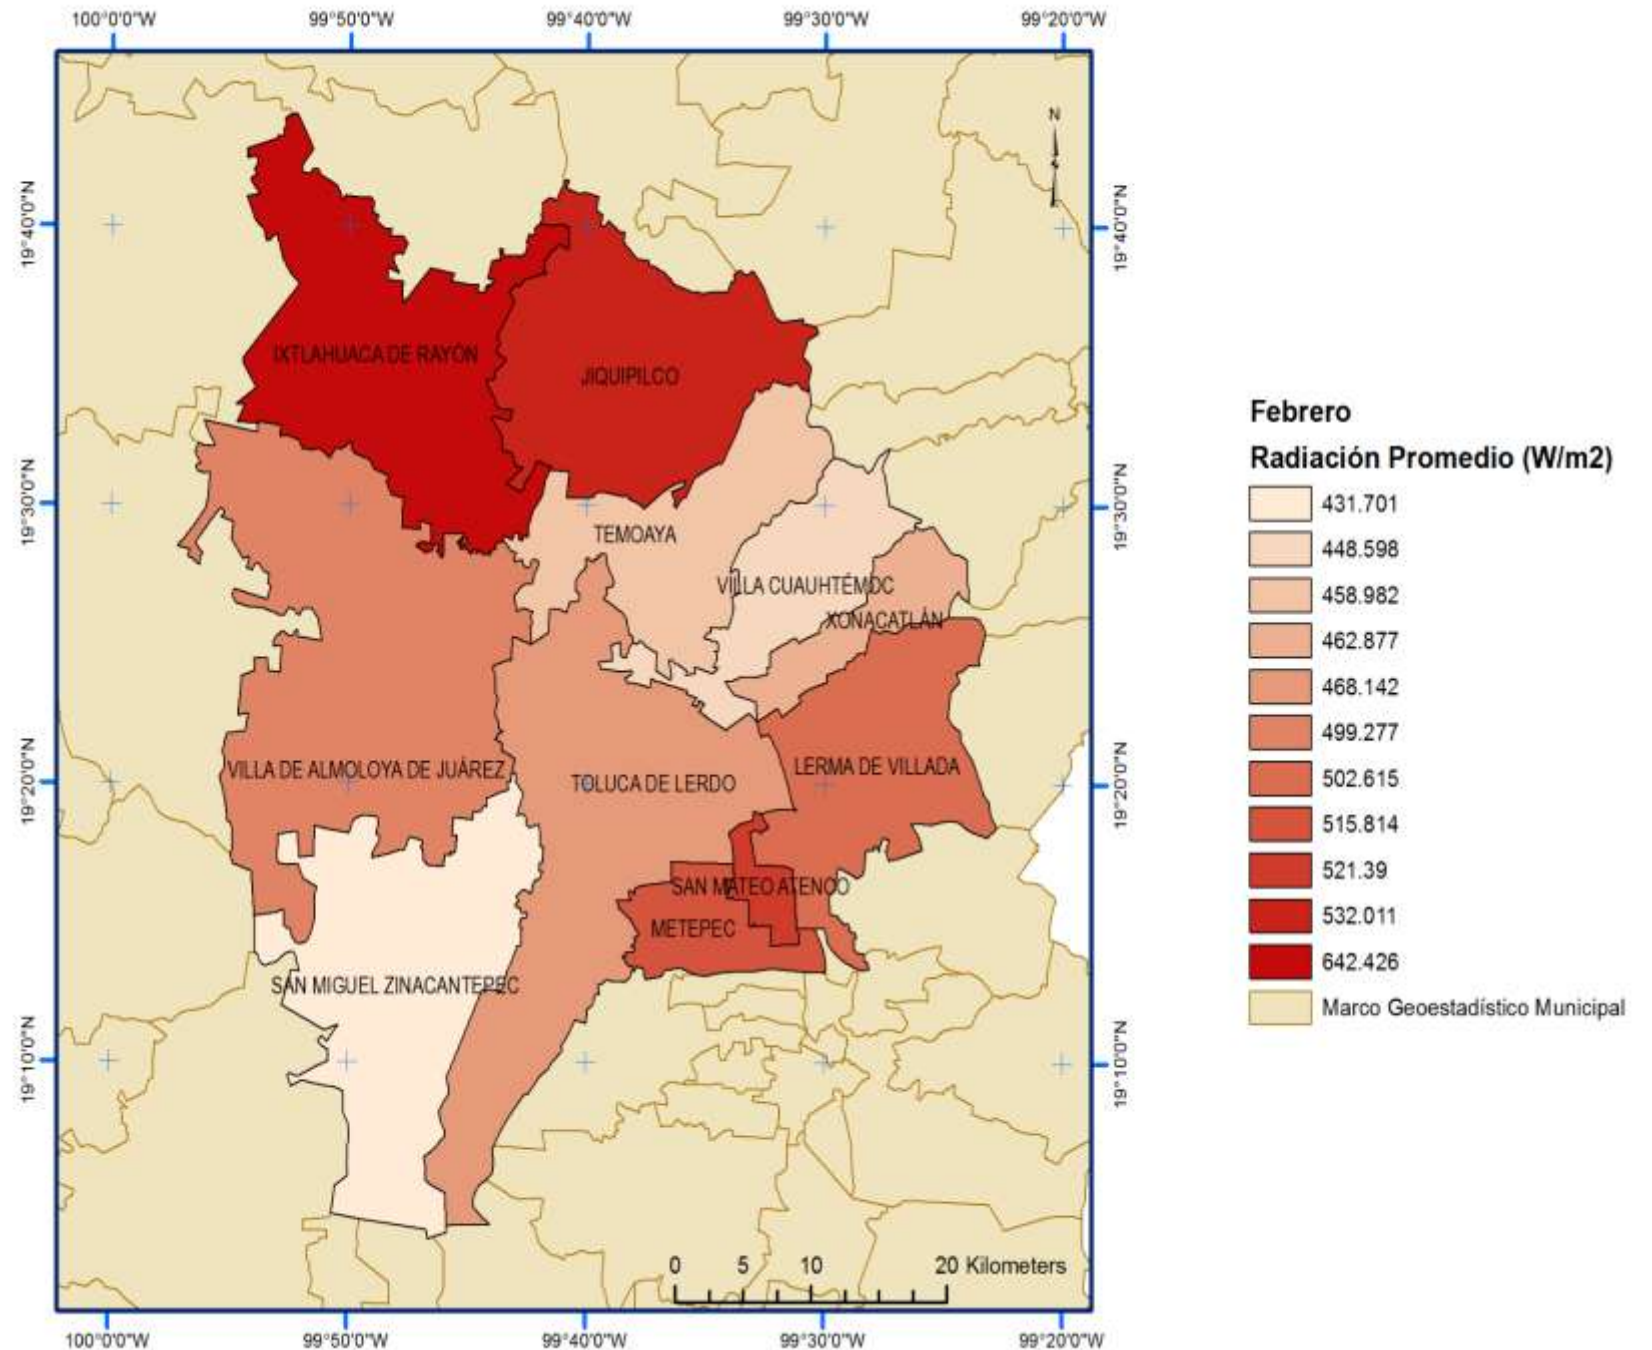 100°0'0"W 99°50'0"W 99°40'0"W 99°30'0"W 99°20'0"W
N
19°40'0"N 19°40'0"N
IXTLAHUACA DE RAYÓN
JIQUIPILCO
Febrero
Radiación Promedio (W/m2)
431.701
448.598
458.982
462.877
468.142
499.277
502.615
515.814
521.39
532.011
642.426
Marco Geoestadístico Municipal
19°30'0"N 19°30'0"N
TEMOAYA
VILLA CUAUHTÉMOC
XONACATLÁN
19°20'0"N 19°20'0"N
VILLA DE ALMOLOYA DE JUÁREZ
TOLUCA DE LERDO
LERMA DE VILLADA
SAN MATEO ATENCO
METEPEC
SAN MIGUEL ZINACANTEPEC
19°10'0"N 19°10'0"N
0 5 10 20 Kilometers
100°0'0"W 99°50'0"W 99°40'0"W 99°30'0"W 99°20'0"W